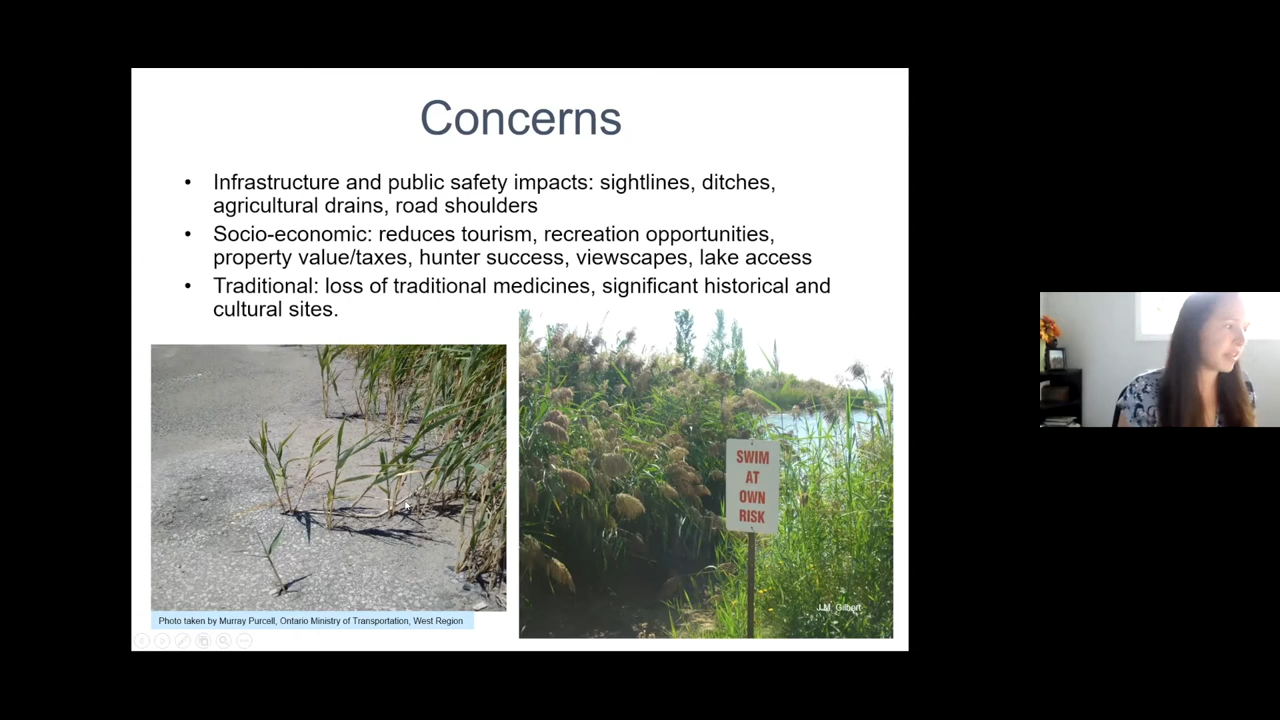 Concerns
• Infrastructure and public safety impacts: sightlines, ditches,
agricultural drains, road shoulders
• Socio-economic: reduces tourism, recreation opportunities,
property value/taxes, hunter success, viewscapes, lake access
• Traditional: loss of traditional medicines, significant historical and
cultural sites.
SWIM
AT
OWN
RISK
J.M. Gilbert
Photo taken by Murray Purcell, Ontario Ministry of Transportation, West Region